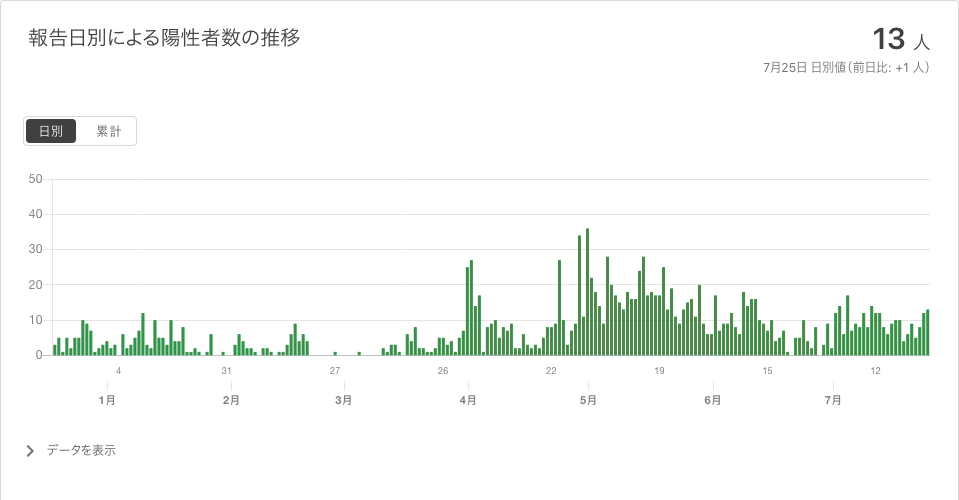 報告日別による陽性者数の推移
13 人
7月25日 日別値（前日比: +1 人）
日別 累計
50
40
30
20
10
0
4 31 27 26 22 19 15 12
1月 2月 3月 4月 5月 6月 7月
データを表示